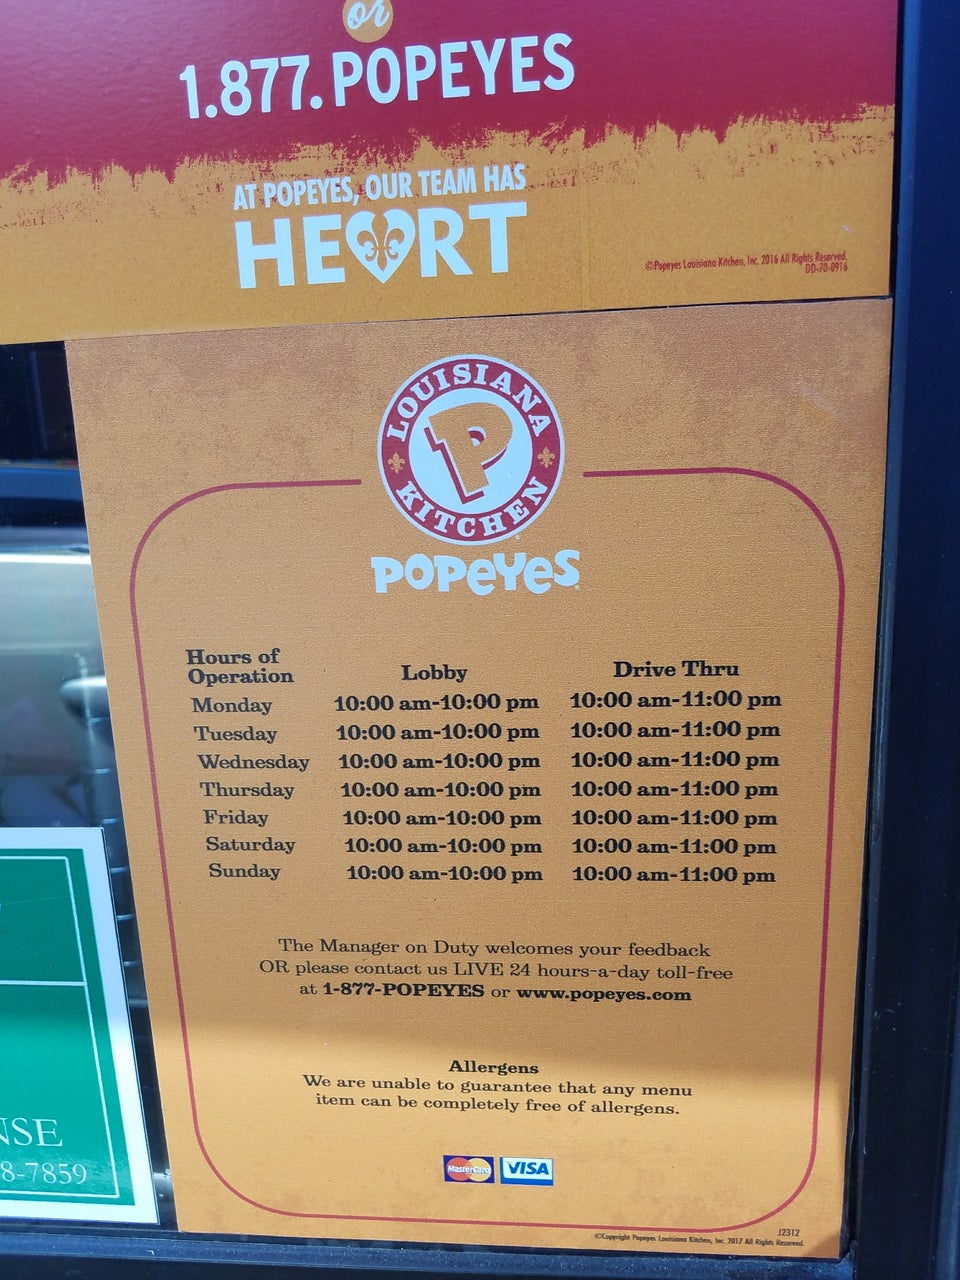 or
1.877.POPEYES
AT POPEYES, OUR TEAM HAS
HEART
©Popeyes Louisiana Kitchen, Inc. 2016 All Rights Reserved.
DD-70-0916
LOUISIANA
P
KITCHEN
POPEYES
Hours of
Operation Lobby Drive Thru
Monday 10:00 am-10:00 pm 10:00 am-11:00 pm
Tuesday 10:00 am-10:00 pm 10:00 am-11:00 pm
Wednesday 10:00 am-10:00 pm 10:00 am-11:00 pm
Thursday 10:00 am-10:00 pm 10:00 am-11:00 pm
Friday 10:00 am-10:00 pm 10:00 am-11:00 pm
Saturday 10:00 am-10:00 pm 10:00 am-11:00 pm
Sunday 10:00 am-10:00 pm 10:00 am-11:00 pm
The Manager on Duty welcomes your feedback
OR please contact us LIVE 24 hours-a-day toll-free
at 1-877-POPEYES or www.popeyes.com
Allergens
We are unable to guarantee that any menu
item can be completely free of allergens.
MasterCard VISA
J2312
©Copyright Popeyes Louisiana Kitchen, Inc. 2017 All Rights Reserved.
NSE
8-7859